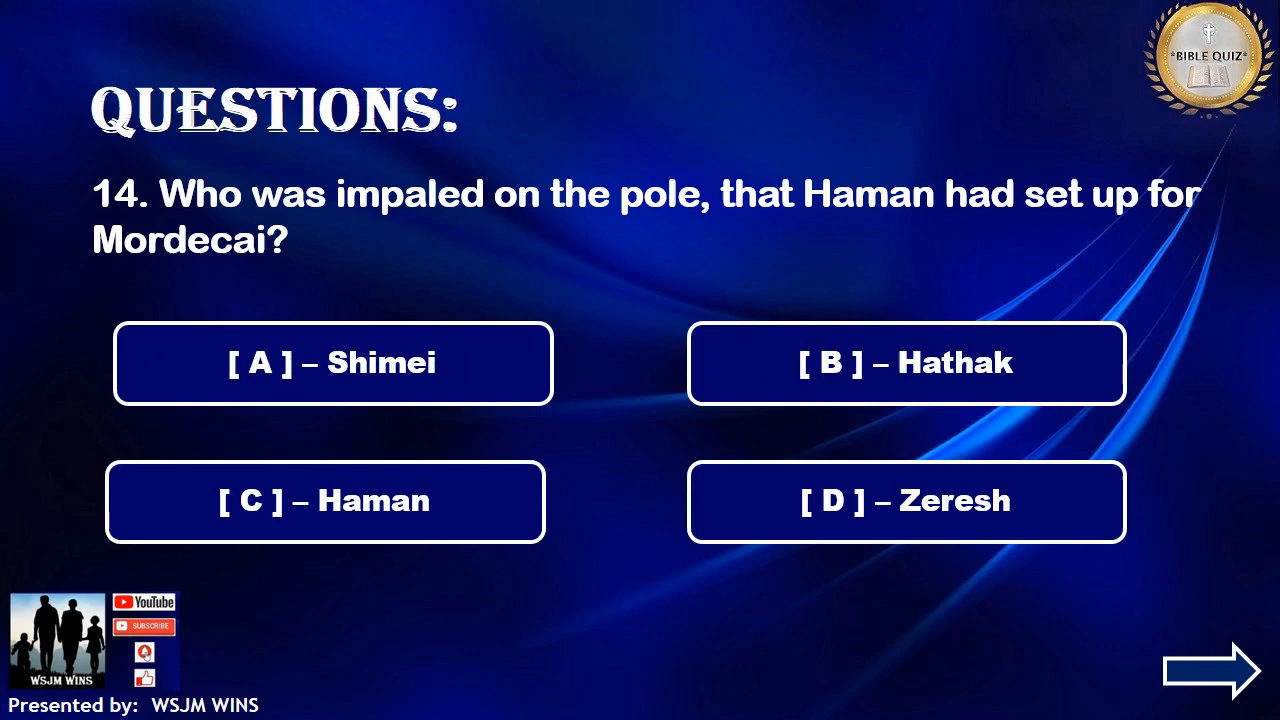 *BIBLE QUIZ*
QUESTIONS:
14. Who was impaled on the pole, that Haman had set up for
Mordecai?
[ A ] – Shimei
[ B ] – Hathak
[ C ] – Haman
[ D ] – Zeresh
YouTube
SUBSCRIBE
WSJM WINS
Presented by: WSJM WINS